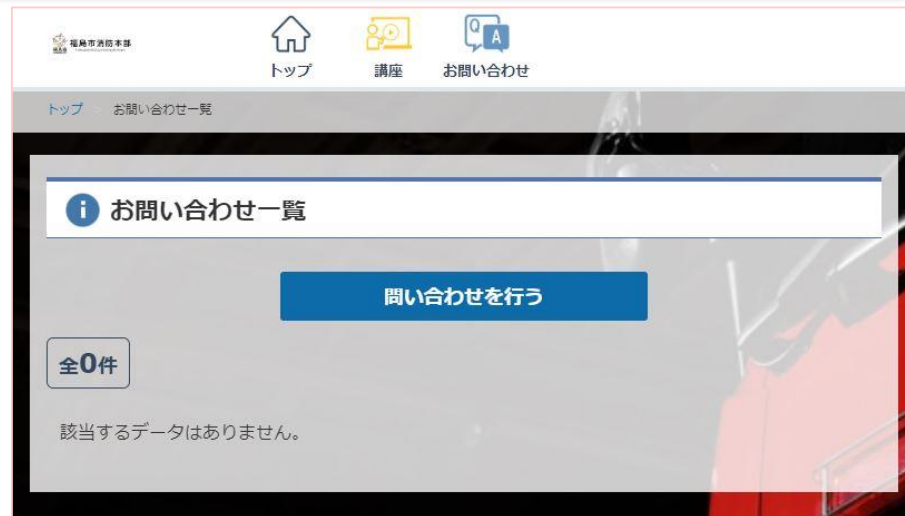 福島市消防本部
トップ
講座
Q
A
お問い合わせ
トップ
お問い合わせ一覧
i お問い合わせ一覧
問い合わせを行う
全0件
該当するデータはありません。